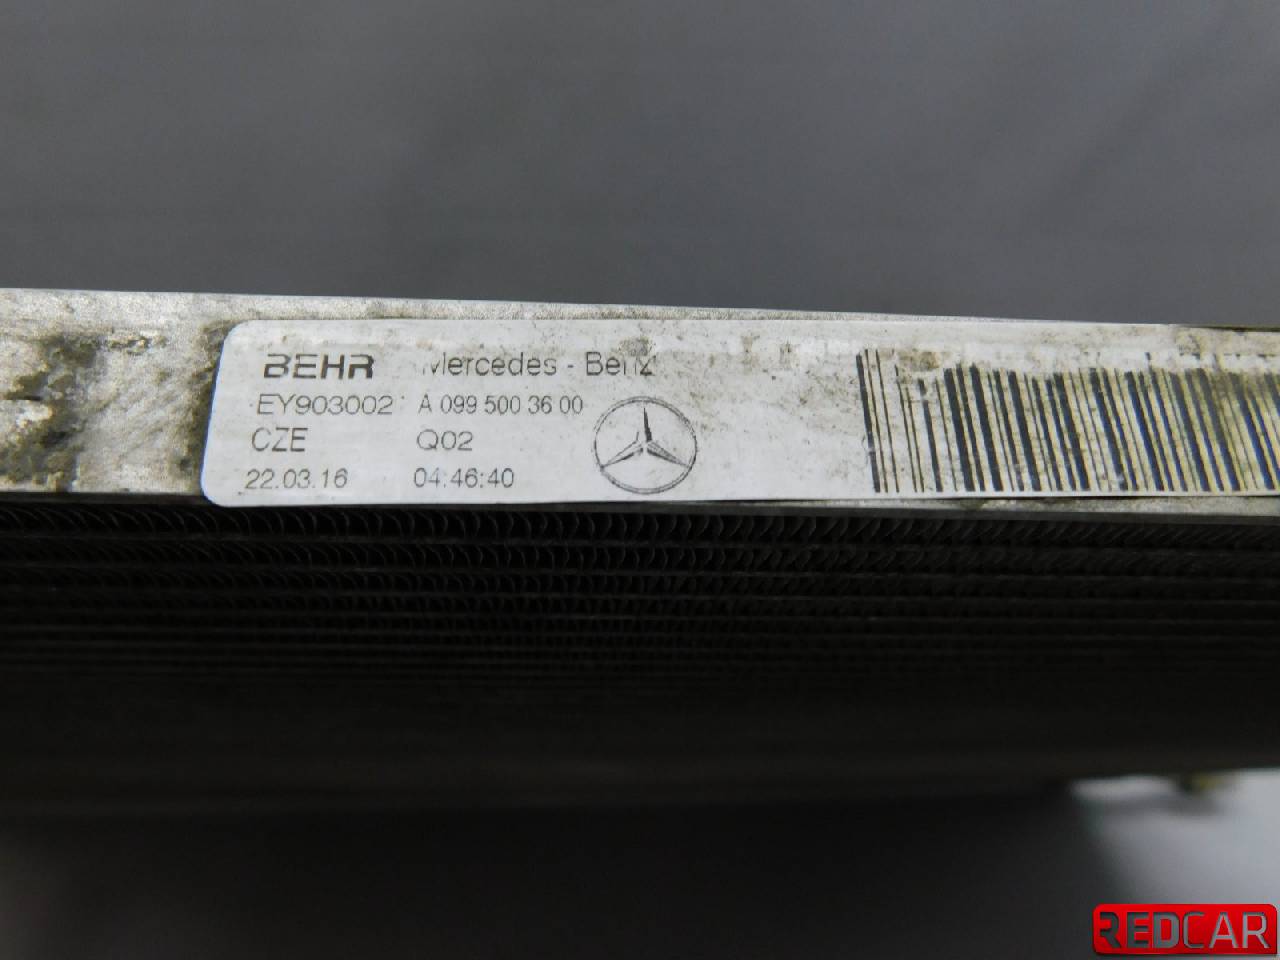 BEHR Mercedes - Benz
EY903002 A 099 500 36 00
CZE Q02
22.03.16 04:46:40
REDCAR